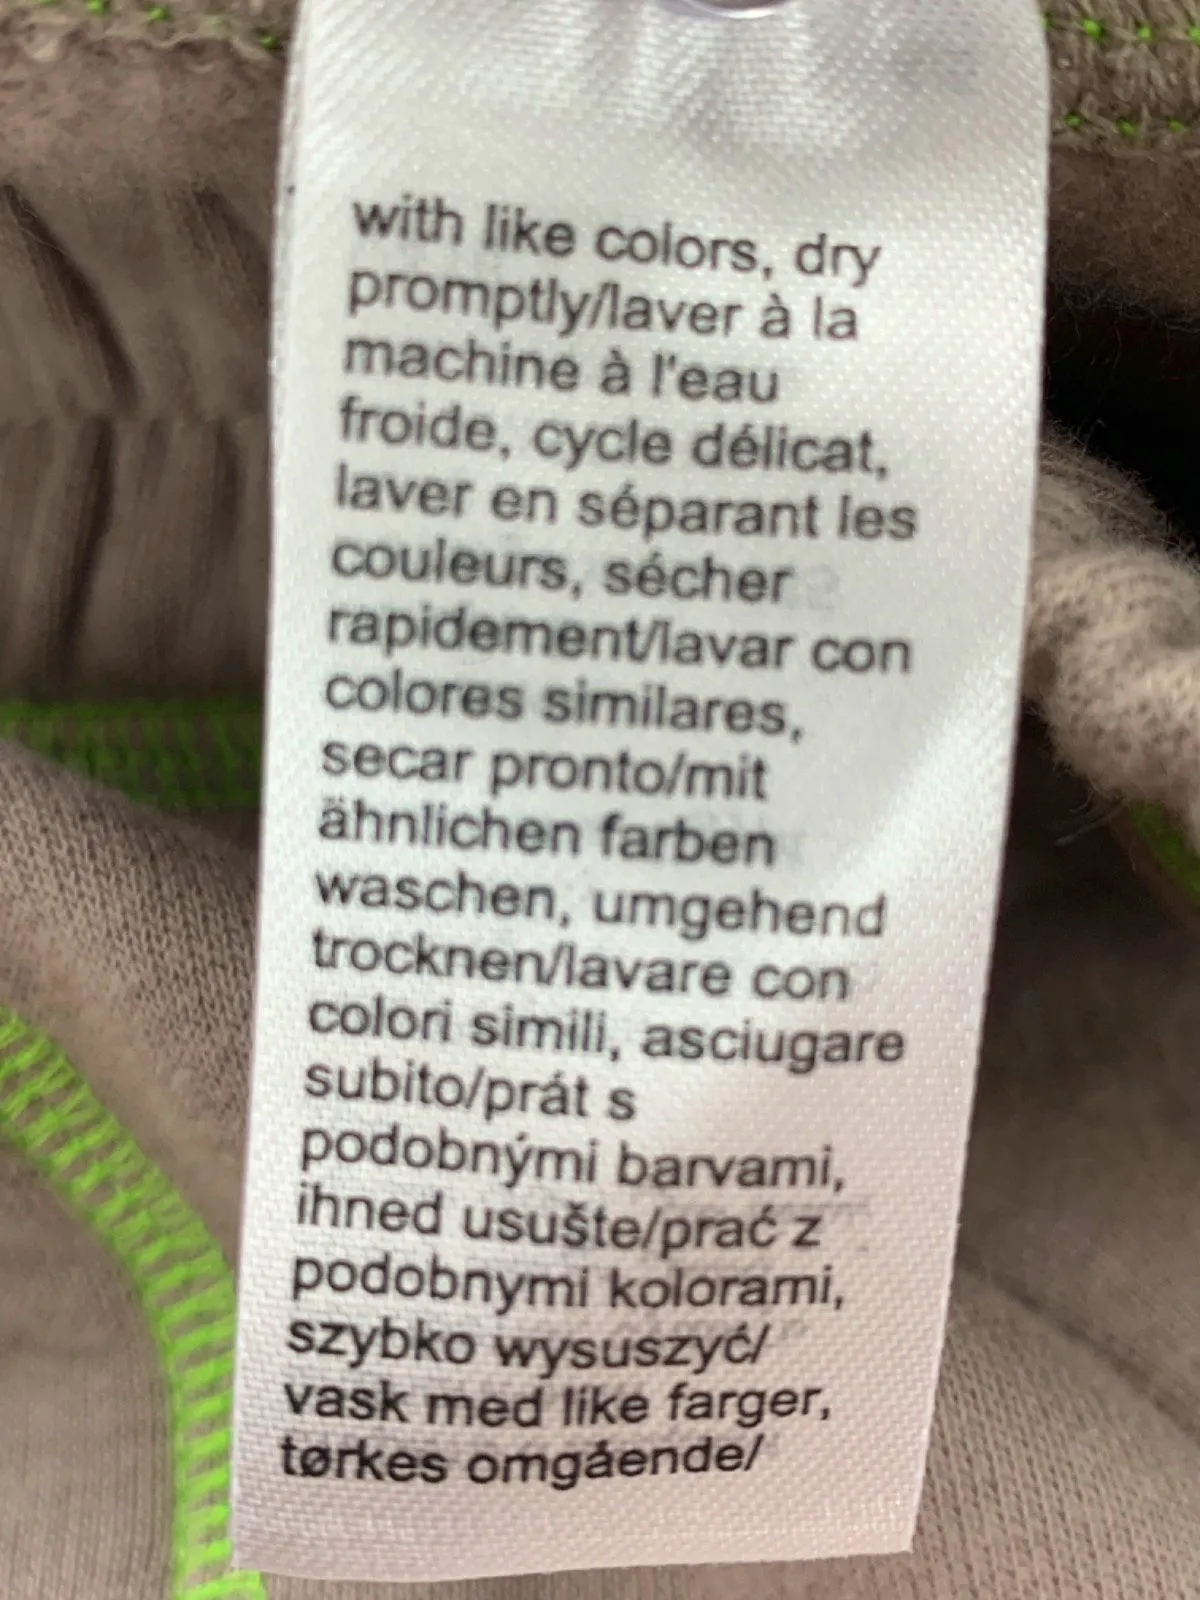 with like colors, dry
promptly/laver à la
machine à l'eau
froide, cycle délicat,
laver en séparant les
couleurs, sécher
rapidement/lavar con
colores similares,
secar pronto/mit
ähnlichen farben
waschen, umgehend
trocknen/lavare con
colori simili, asciugare
subito/prát s
podobnými barvami,
ihned usušte/prać z
podobnymi kolorami,
szybko wysuszyć/
vask med like farger,
tørkes omgående/